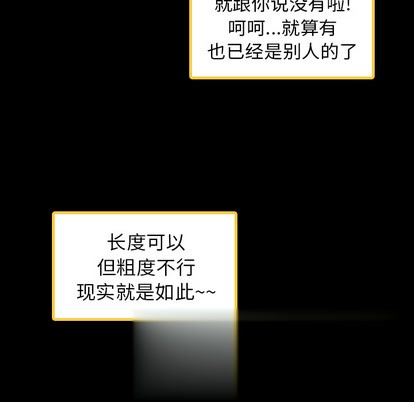 就跟你说没有啦!
呵呵...就算有
也已经是别人的了
长度可以
但粗度不行
现实就是如此~~